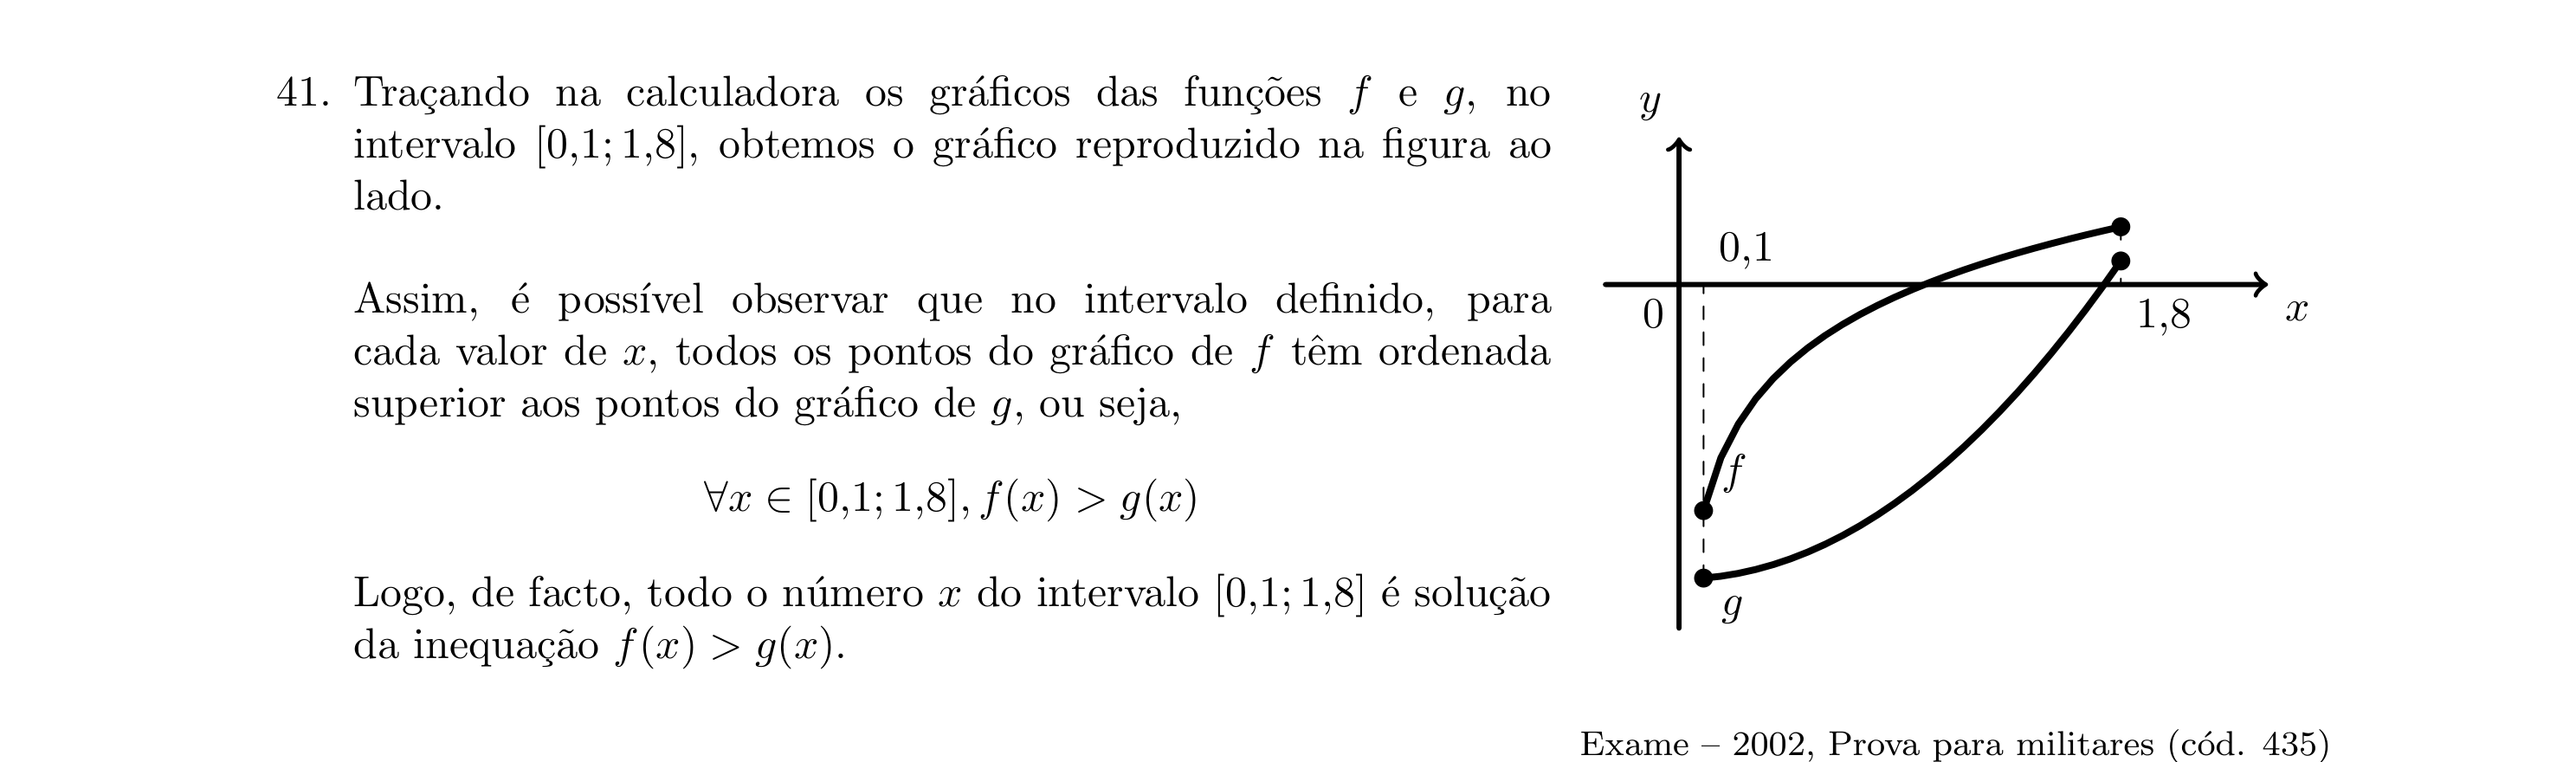 41. Traçando na calculadora os gráficos das funções f e g, no
intervalo [0,1; 1,8], obtemos o gráfico reproduzido na figura ao
lado.
Assim, é possível observar que no intervalo definido, para
cada valor de x, todos os pontos do gráfico de f têm ordenada
superior aos pontos do gráfico de g, ou seja,
∀x ∈ [0,1; 1,8], f(x) > g(x)
Logo, de facto, todo o número x do intervalo [0,1; 1,8] é solução
da inequação f(x) > g(x).
y
0,1
0
1,8
x
f
g
Exame – 2002, Prova para militares (cód. 435)